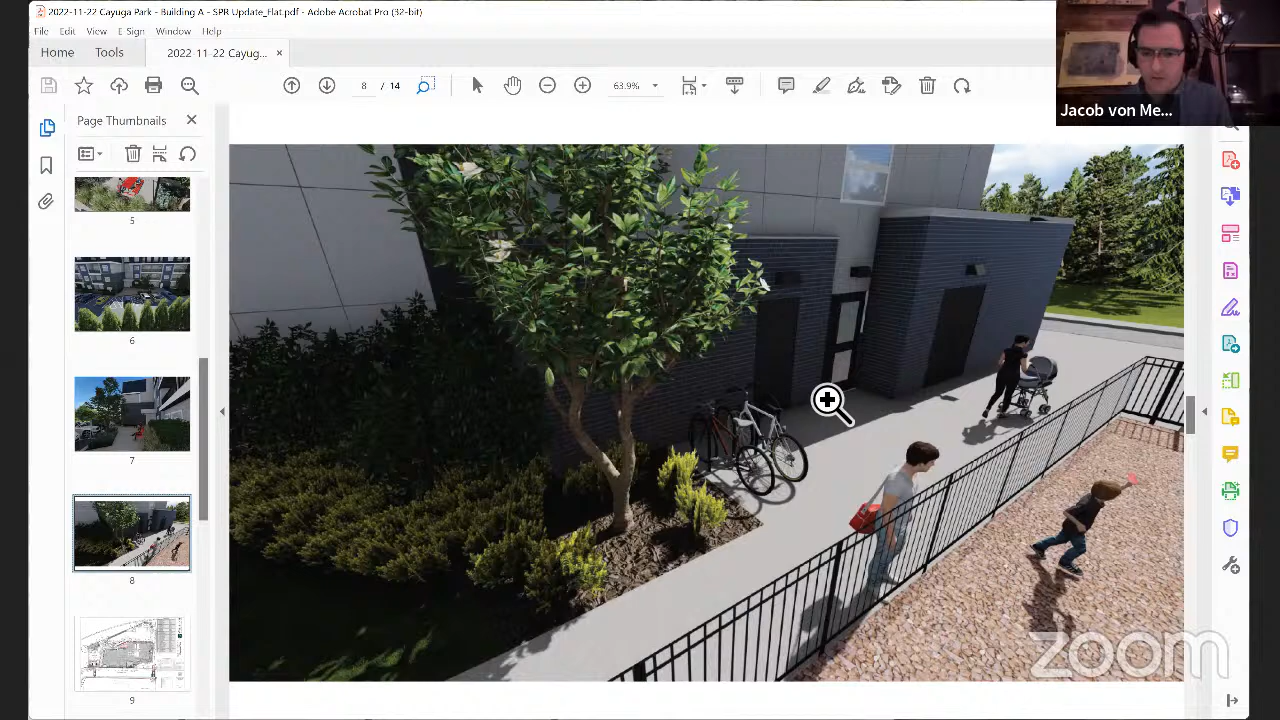 2022-11-22 Cayuga Park - Building A - SPR Update_Flat.pdf - Adobe Acrobat Pro (32-bit)
File Edit View E Sign Window Help
Home Tools 2022-11-22 Cayug... ×
8 / 14 63.9%
Jacob von Me...
Page Thumbnails ×
5
6
7
8
9
zoom